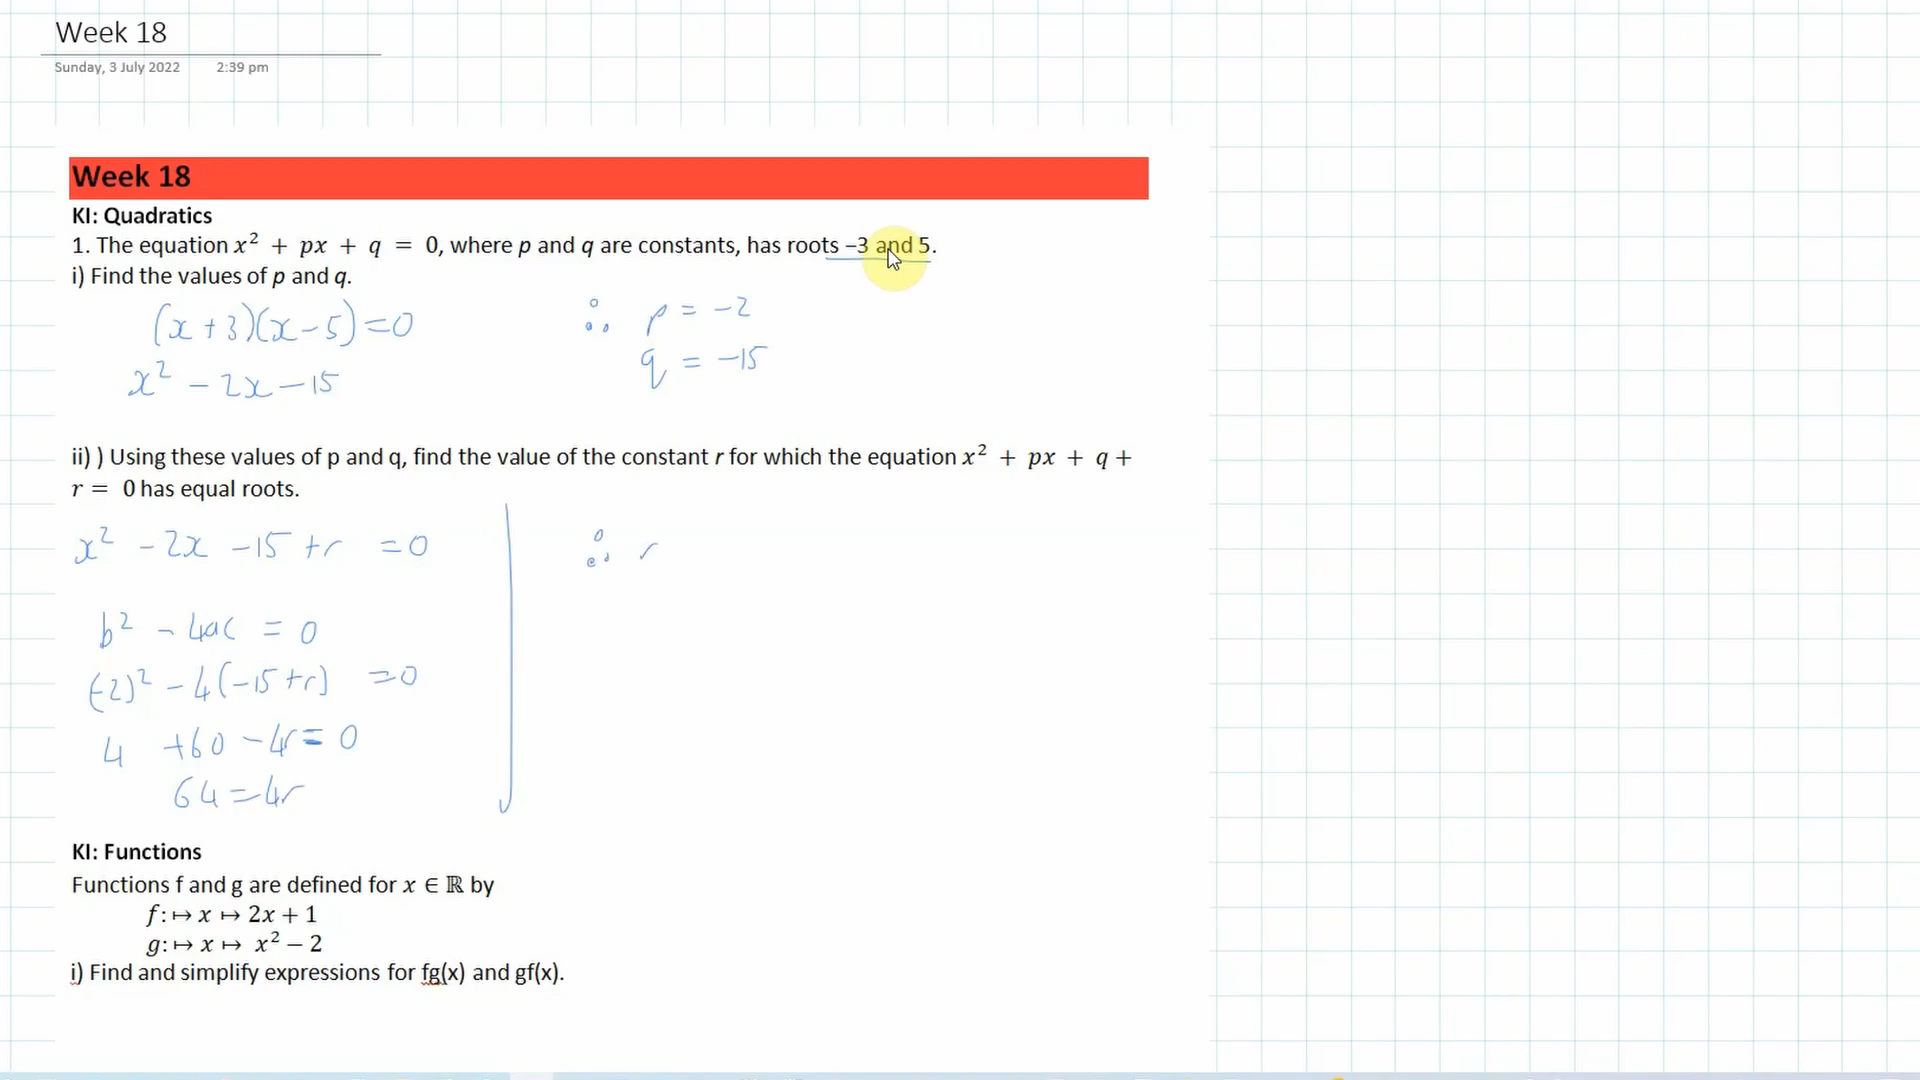 Week 18
Sunday, 3 July 2022 2:39 pm
Week 18
KI: Quadratics
1. The equation x² + px + q = 0, where p and q are constants, has roots –3 and 5.
i) Find the values of p and q.
(x+3)(x-5)=0
x² - 2x - 15
∴ p = -2
q = -15
ii) ) Using these values of p and q, find the value of the constant r for which the equation x² + px + q +
r = 0 has equal roots.
x² - 2x - 15 + r = 0
b² - 4ac = 0
(-2)² - 4(-15+r) = 0
4 +60 - 4r = 0
64 = 4r
∴ r
KI: Functions
Functions f and g are defined for x ∈ ℝ by
f: ↦ x ↦ 2x + 1
g: ↦ x ↦ x² − 2
i) Find and simplify expressions for fg(x) and gf(x).